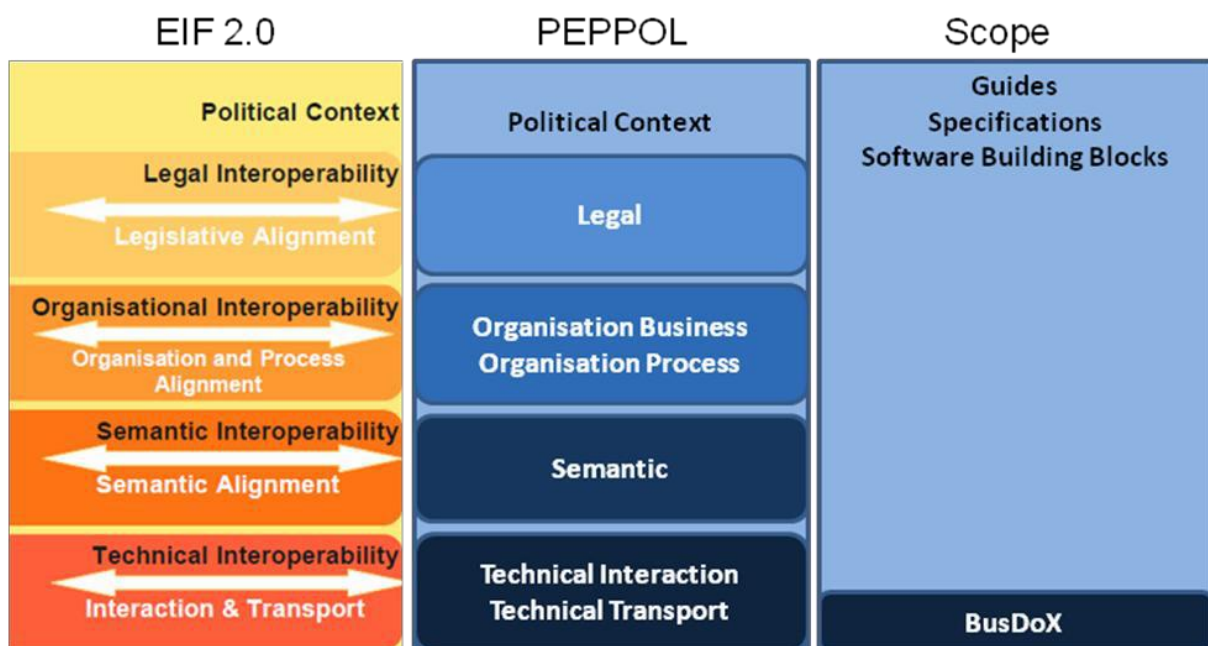 EIF 2.0
Political Context
Legal Interoperability
Legislative Alignment
Organisational Interoperability
Organisation and Process
Alignment
Semantic Interoperability
Semantic Alignment
Technical Interoperability
Interaction & Transport
PEPPOL
Political Context
Legal
Organisation Business
Organisation Process
Semantic
Technical Interaction
Technical Transport
Scope
Guides
Specifications
Software Building Blocks
BusDoX